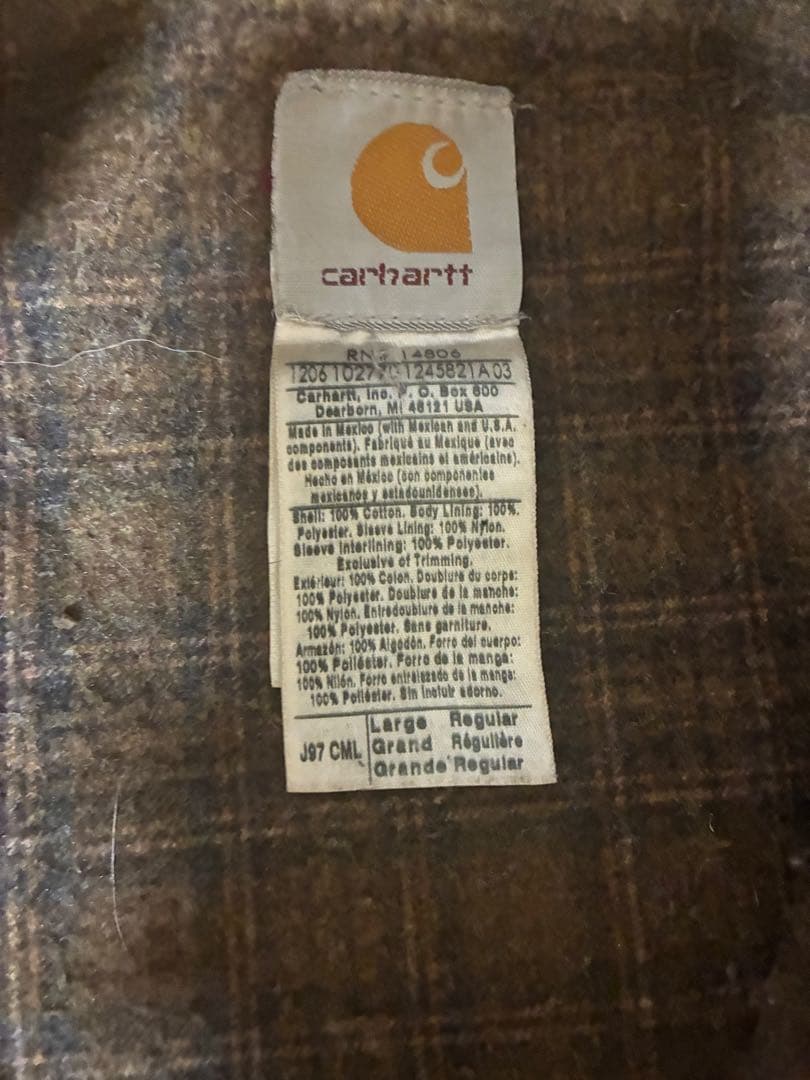 carhartt
RN# 14806
1206 1027 1245821A 03
Carhartt, Inc. P. O. Box 600
Dearborn, MI 48121 USA
Made in Mexico (with Mexican and U.S.A.
components). Fabriqué au Mexique (avec
des composants mexicains et américains).
Hecho en México (con componentes
mexicanos y estadounidenses).
Shell: 100% Cotton. Body Lining: 100%.
Polyester. Sleeve Lining: 100% Nylon.
Sleeve Interlining: 100% Polyester.
Exclusive of Trimming.
Extérieur: 100% Coton. Doublure du corps:
100% Polyester. Doublure de la manche:
100% Nylon. Entredoublure de la manche:
100% Polyester. Sans garniture.
Armazón: 100% Algodón. Forro del cuerpo:
100% Poliéster. Forro de la manga:
100% Nilón. Forro entrelazado de la manga:
100% Poliéster. Sin incluir adorno.
J97 CML
Large Regular
Grand Régulière
Grande Regular